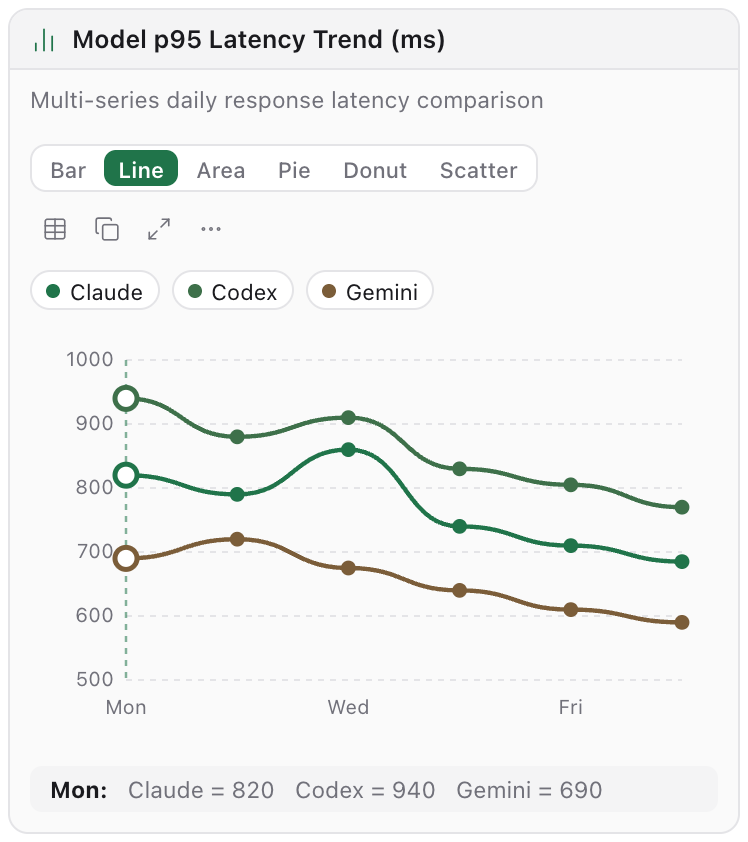 Model p95 Latency Trend (ms)
Multi-series daily response latency comparison
Bar Line Area Pie Donut Scatter
Claude Codex Gemini
1000
900
800
700
600
500
Mon Wed Fri
Mon: Claude = 820 Codex = 940 Gemini = 690